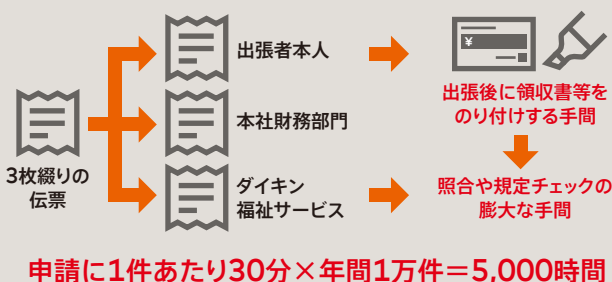 3枚綴りの
伝票
出張者本人
本社財務部門
ダイキン
福祉サービス
¥
出張後に領収書等を
のり付けする手間
照合や規定チェックの
膨大な手間
申請に1件あたり30分×年間1万件＝5,000時間